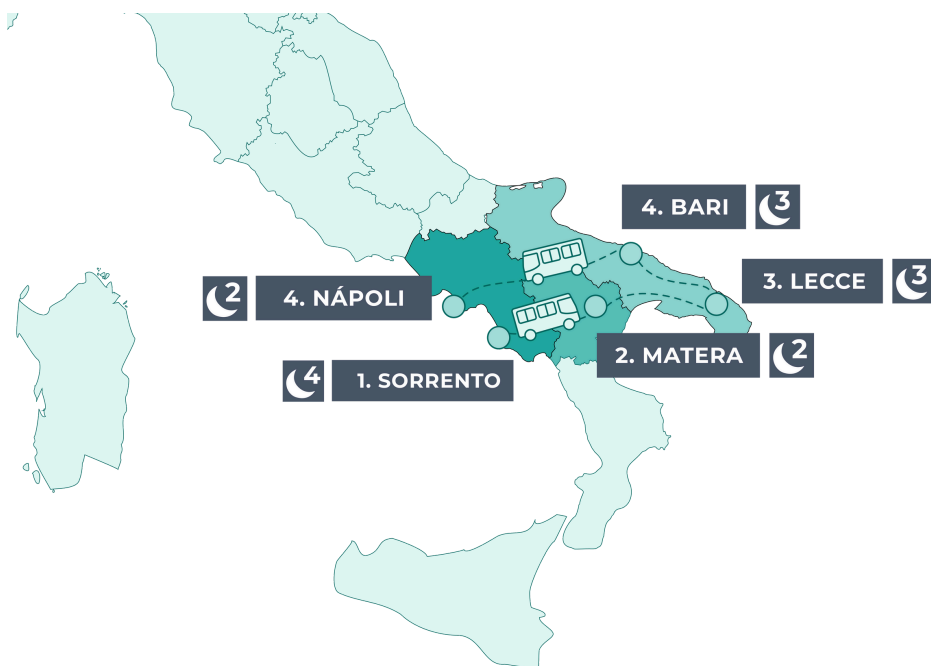 4. BARI 3
3. LECCE 3
2 4. NÁPOLI
2. MATERA 2
4 1. SORRENTO